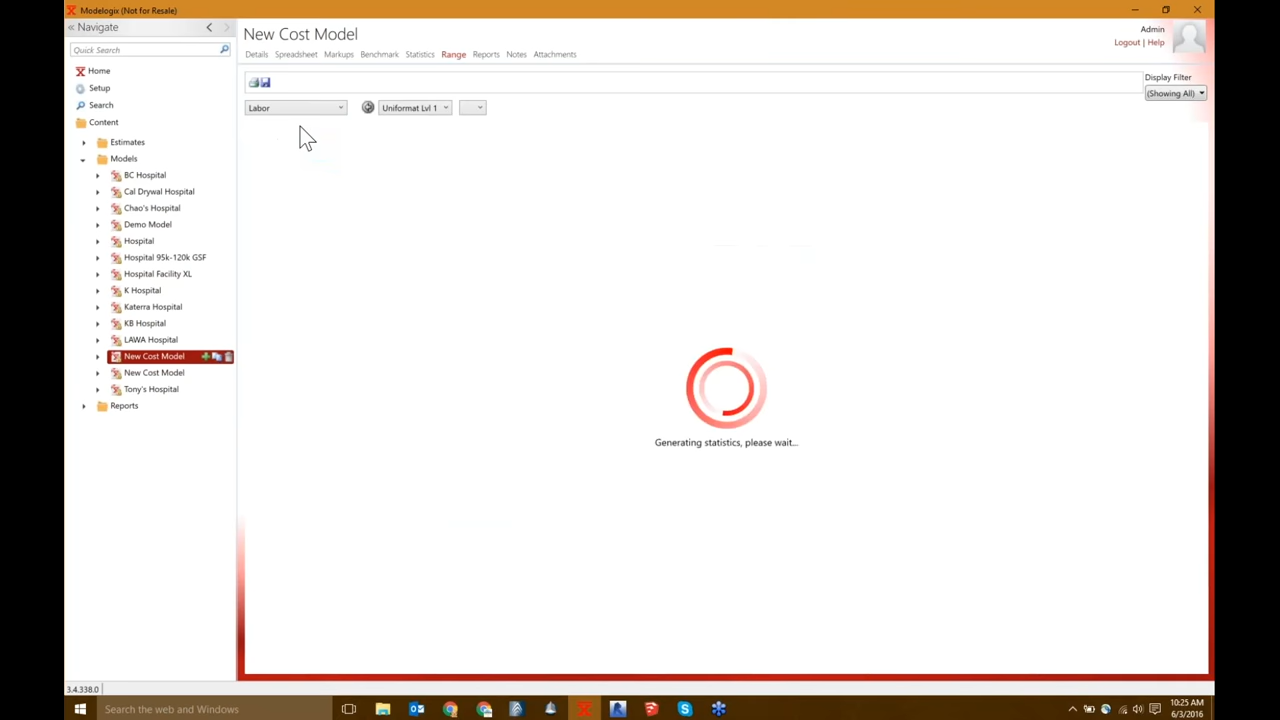 Modelogix (Not for Resale)
« Navigate
Quick Search
Home
Setup
Search
Content
Estimates
Models
BC Hospital
Cal Drywal Hospital
Chao's Hospital
Demo Model
Hospital
Hospital 95k-120k GSF
Hospital Facility XL
K Hospital
Katerra Hospital
KB Hospital
LAWA Hospital
New Cost Model
New Cost Model
Tony's Hospital
Reports
New Cost Model
Details Spreadsheet Markups Benchmark Statistics Range Reports Notes Attachments
Admin
Logout | Help
Display Filter
(Showing All)
Labor
Uniformat Lvl 1
Generating statistics, please wait...
3.4.338.0
Search the web and Windows
10:25 AM
6/3/2016